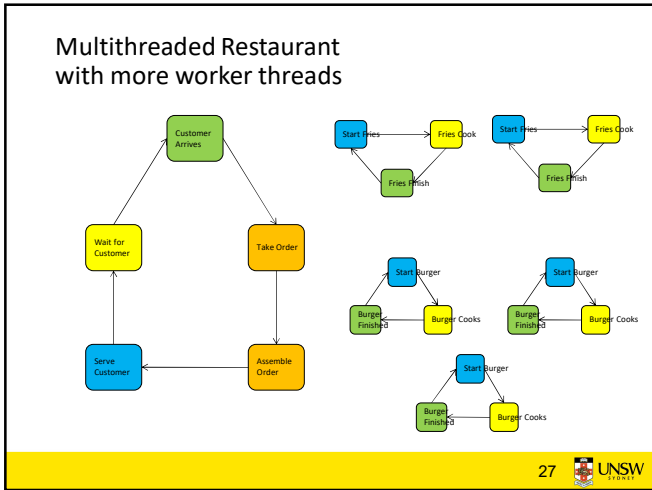 Multithreaded Restaurant
with more worker threads
Customer
Arrives
Wait for
Customer
Take Order
Serve
Customer
Assemble
Order
Start Fries
Fries Cook
Fries Finish
Start Fries
Fries Cook
Fries Finish
Start Burger
Burger
Finished
Burger Cooks
Start Burger
Burger
Finished
Burger Cooks
Start Burger
Burger
Finished
Burger Cooks
27
UNSW
SYDNEY